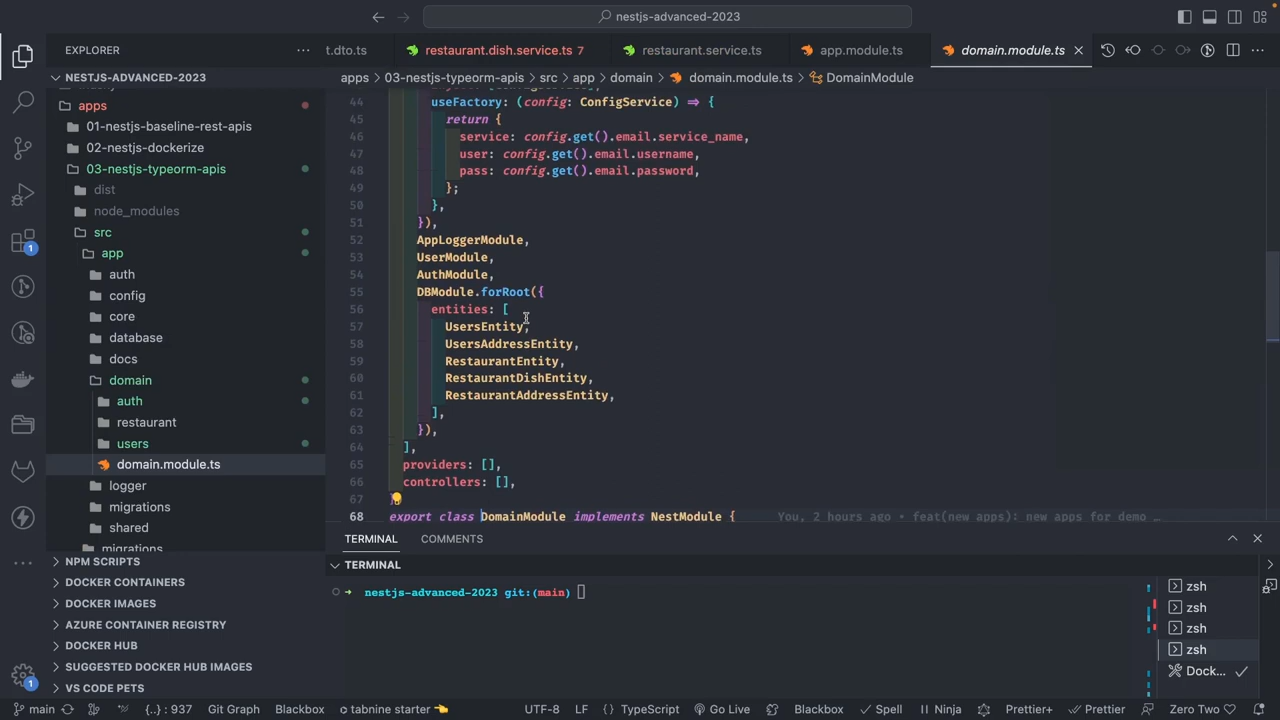 nestjs-advanced-2023
EXPLORER
t.dto.ts
restaurant.dish.service.ts 7
restaurant.service.ts
app.module.ts
domain.module.ts
NESTJS-ADVANCED-2023
apps > 03-nestjs-typeorm-apis > src > app > domain > domain.module.ts > DomainModule
apps
01-nestjs-baseline-rest-apis
02-nestjs-dockerize
03-nestjs-typeorm-apis
dist
node_modules
src
app
auth
config
core
database
docs
domain
auth
restaurant
users
domain.module.ts
logger
migrations
shared
migrations
NPM SCRIPTS
DOCKER CONTAINERS
DOCKER IMAGES
AZURE CONTAINER REGISTRY
DOCKER HUB
SUGGESTED DOCKER HUB IMAGES
VS CODE PETS
44 useFactory: (config: ConfigService) => {
45 return {
46 service: config.get().email.service_name,
47 user: config.get().email.username,
48 pass: config.get().email.password,
49 };
50 },
51 }),
52 AppLoggerModule,
53 UserModule,
54 AuthModule,
55 DBModule.forRoot({
56 entities: [
57 UsersEntity,
58 UsersAddressEntity,
59 RestaurantEntity,
60 RestaurantDishEntity,
61 RestaurantAddressEntity,
62 ],
63 }),
64 ],
65 providers: [],
66 controllers: [],
67 }
68 export class DomainModule implements NestModule { You, 2 hours ago • feat(new apps): new apps for demo …
TERMINAL COMMENTS
TERMINAL
nestjs-advanced-2023 git:(main)
zsh
zsh
zsh
zsh
Dock...
1
1
main {..} : 937 Git Graph Blackbox tabnine starter UTF-8 LF {} TypeScript Go Live Blackbox Spell Ninja Prettier+ Prettier Zero Two